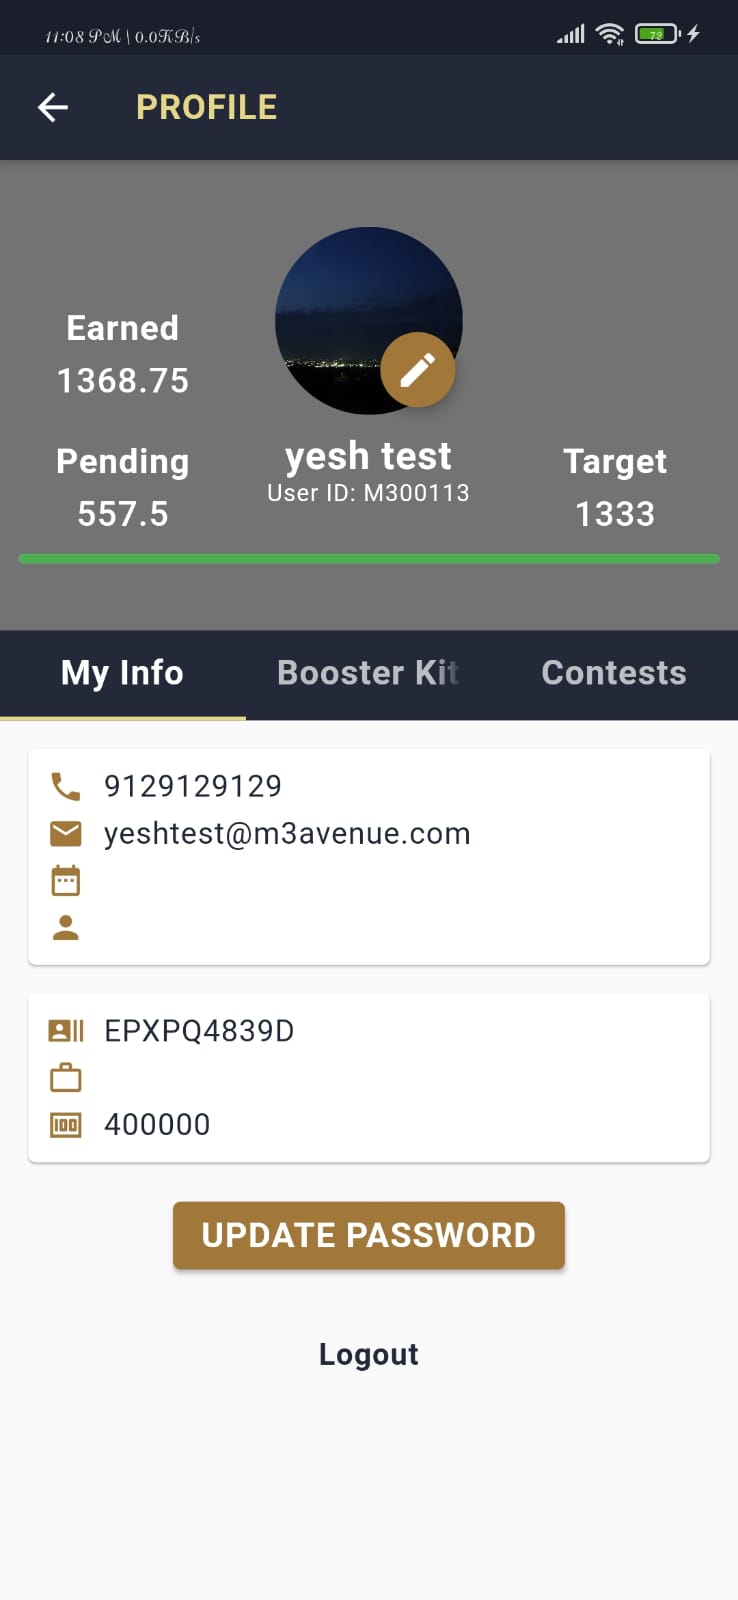 11:08 PM | 0.0KB/s
72
PROFILE
Earned
1368.75
Pending
557.5
yesh test
User ID: M300113
Target
1333
My Info
Booster Kit
Contests
9129129129
yeshtest@m3avenue.com
EPXPQ4839D
400000
UPDATE PASSWORD
Logout